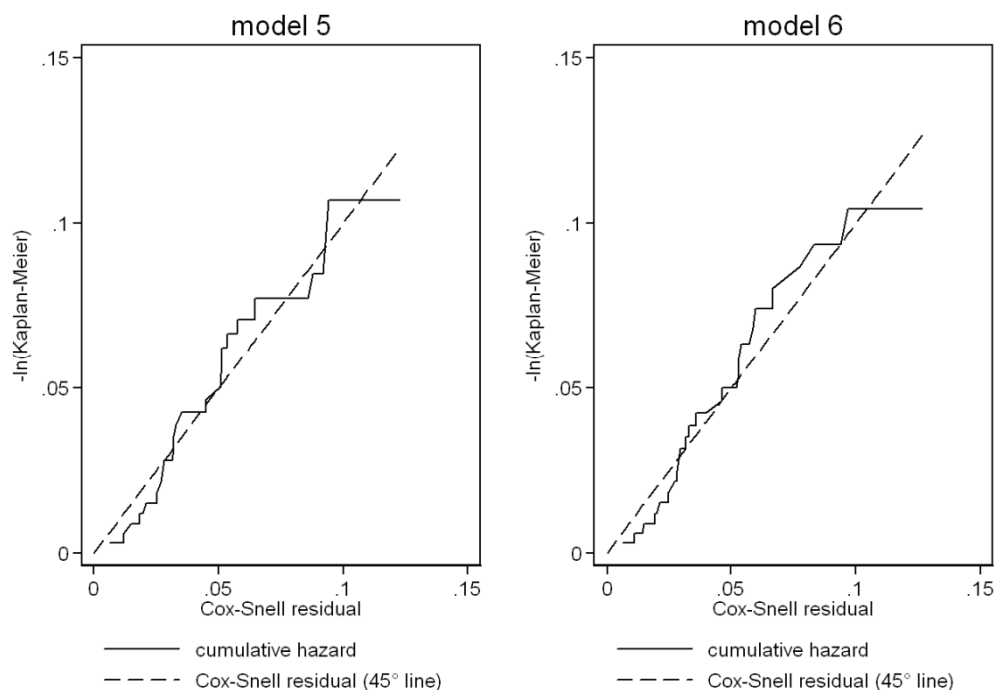 model 5
.15
.1
.05
0
-ln(Kaplan-Meier)
0
.05
.1
.15
Cox-Snell residual
cumulative hazard
Cox-Snell residual (45° line)
model 6
.15
.1
.05
0
-ln(Kaplan-Meier)
0
.05
.1
.15
Cox-Snell residual
cumulative hazard
Cox-Snell residual (45° line)